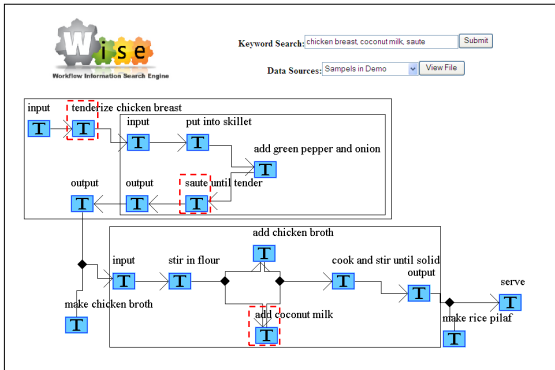 Wise
Workflow Information Search Engine
Keyword Search: chicken breast, coconut milk, saute Submit
Data Sources: Sampels in Demo View File
input tenderize chicken breast
T T
input put into skillet
T T
add green pepper and onion
T
output output saute until tender
T T T
add chicken broth
T
input stir in flour cook and stir until solid
T T
output
T
serve
T
make chicken broth
T
add coconut milk
T
make rice pilaf
T